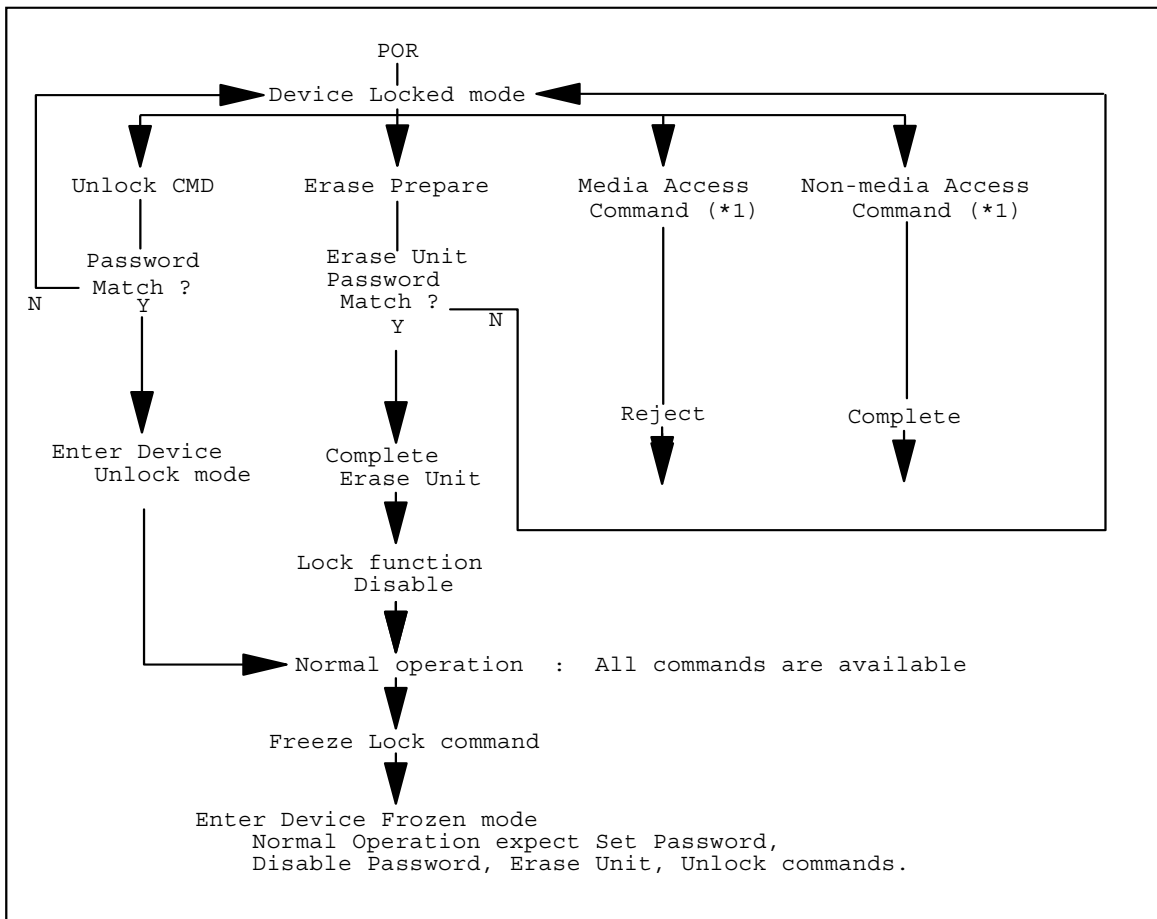 POR
Device Locked mode
Unlock CMD
Erase Prepare
Media Access
Command (*1)
Non-media Access
Command (*1)
Password
Match ?
N
Y
Erase Unit
Password
Match ?
N
Y
Reject
Complete
Enter Device
Unlock mode
Complete
Erase Unit
Lock function
Disable
Normal operation : All commands are available
Freeze Lock command
Enter Device Frozen mode
Normal Operation expect Set Password,
Disable Password, Erase Unit, Unlock commands.